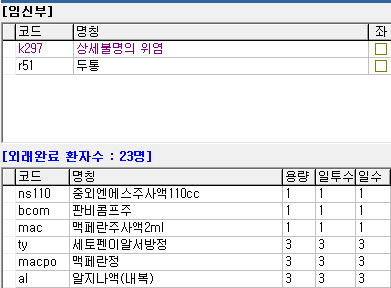 [임신부]
코드 명칭 좌
k297 상세불명의 위염
r51 두통
[외래완료 환자수 : 23명]
코드 명칭 용량 일투수 일수
ns110 중외엔에스주사액110cc 1 1 1
bcom 판비콤프주 1 1 1
mac 맥페란주사액2ml 1 1 1
ty 세토펜이알서방정 3 3 3
macpo 맥페란정 3 3 3
al 알지나액(내복) 3 3 3